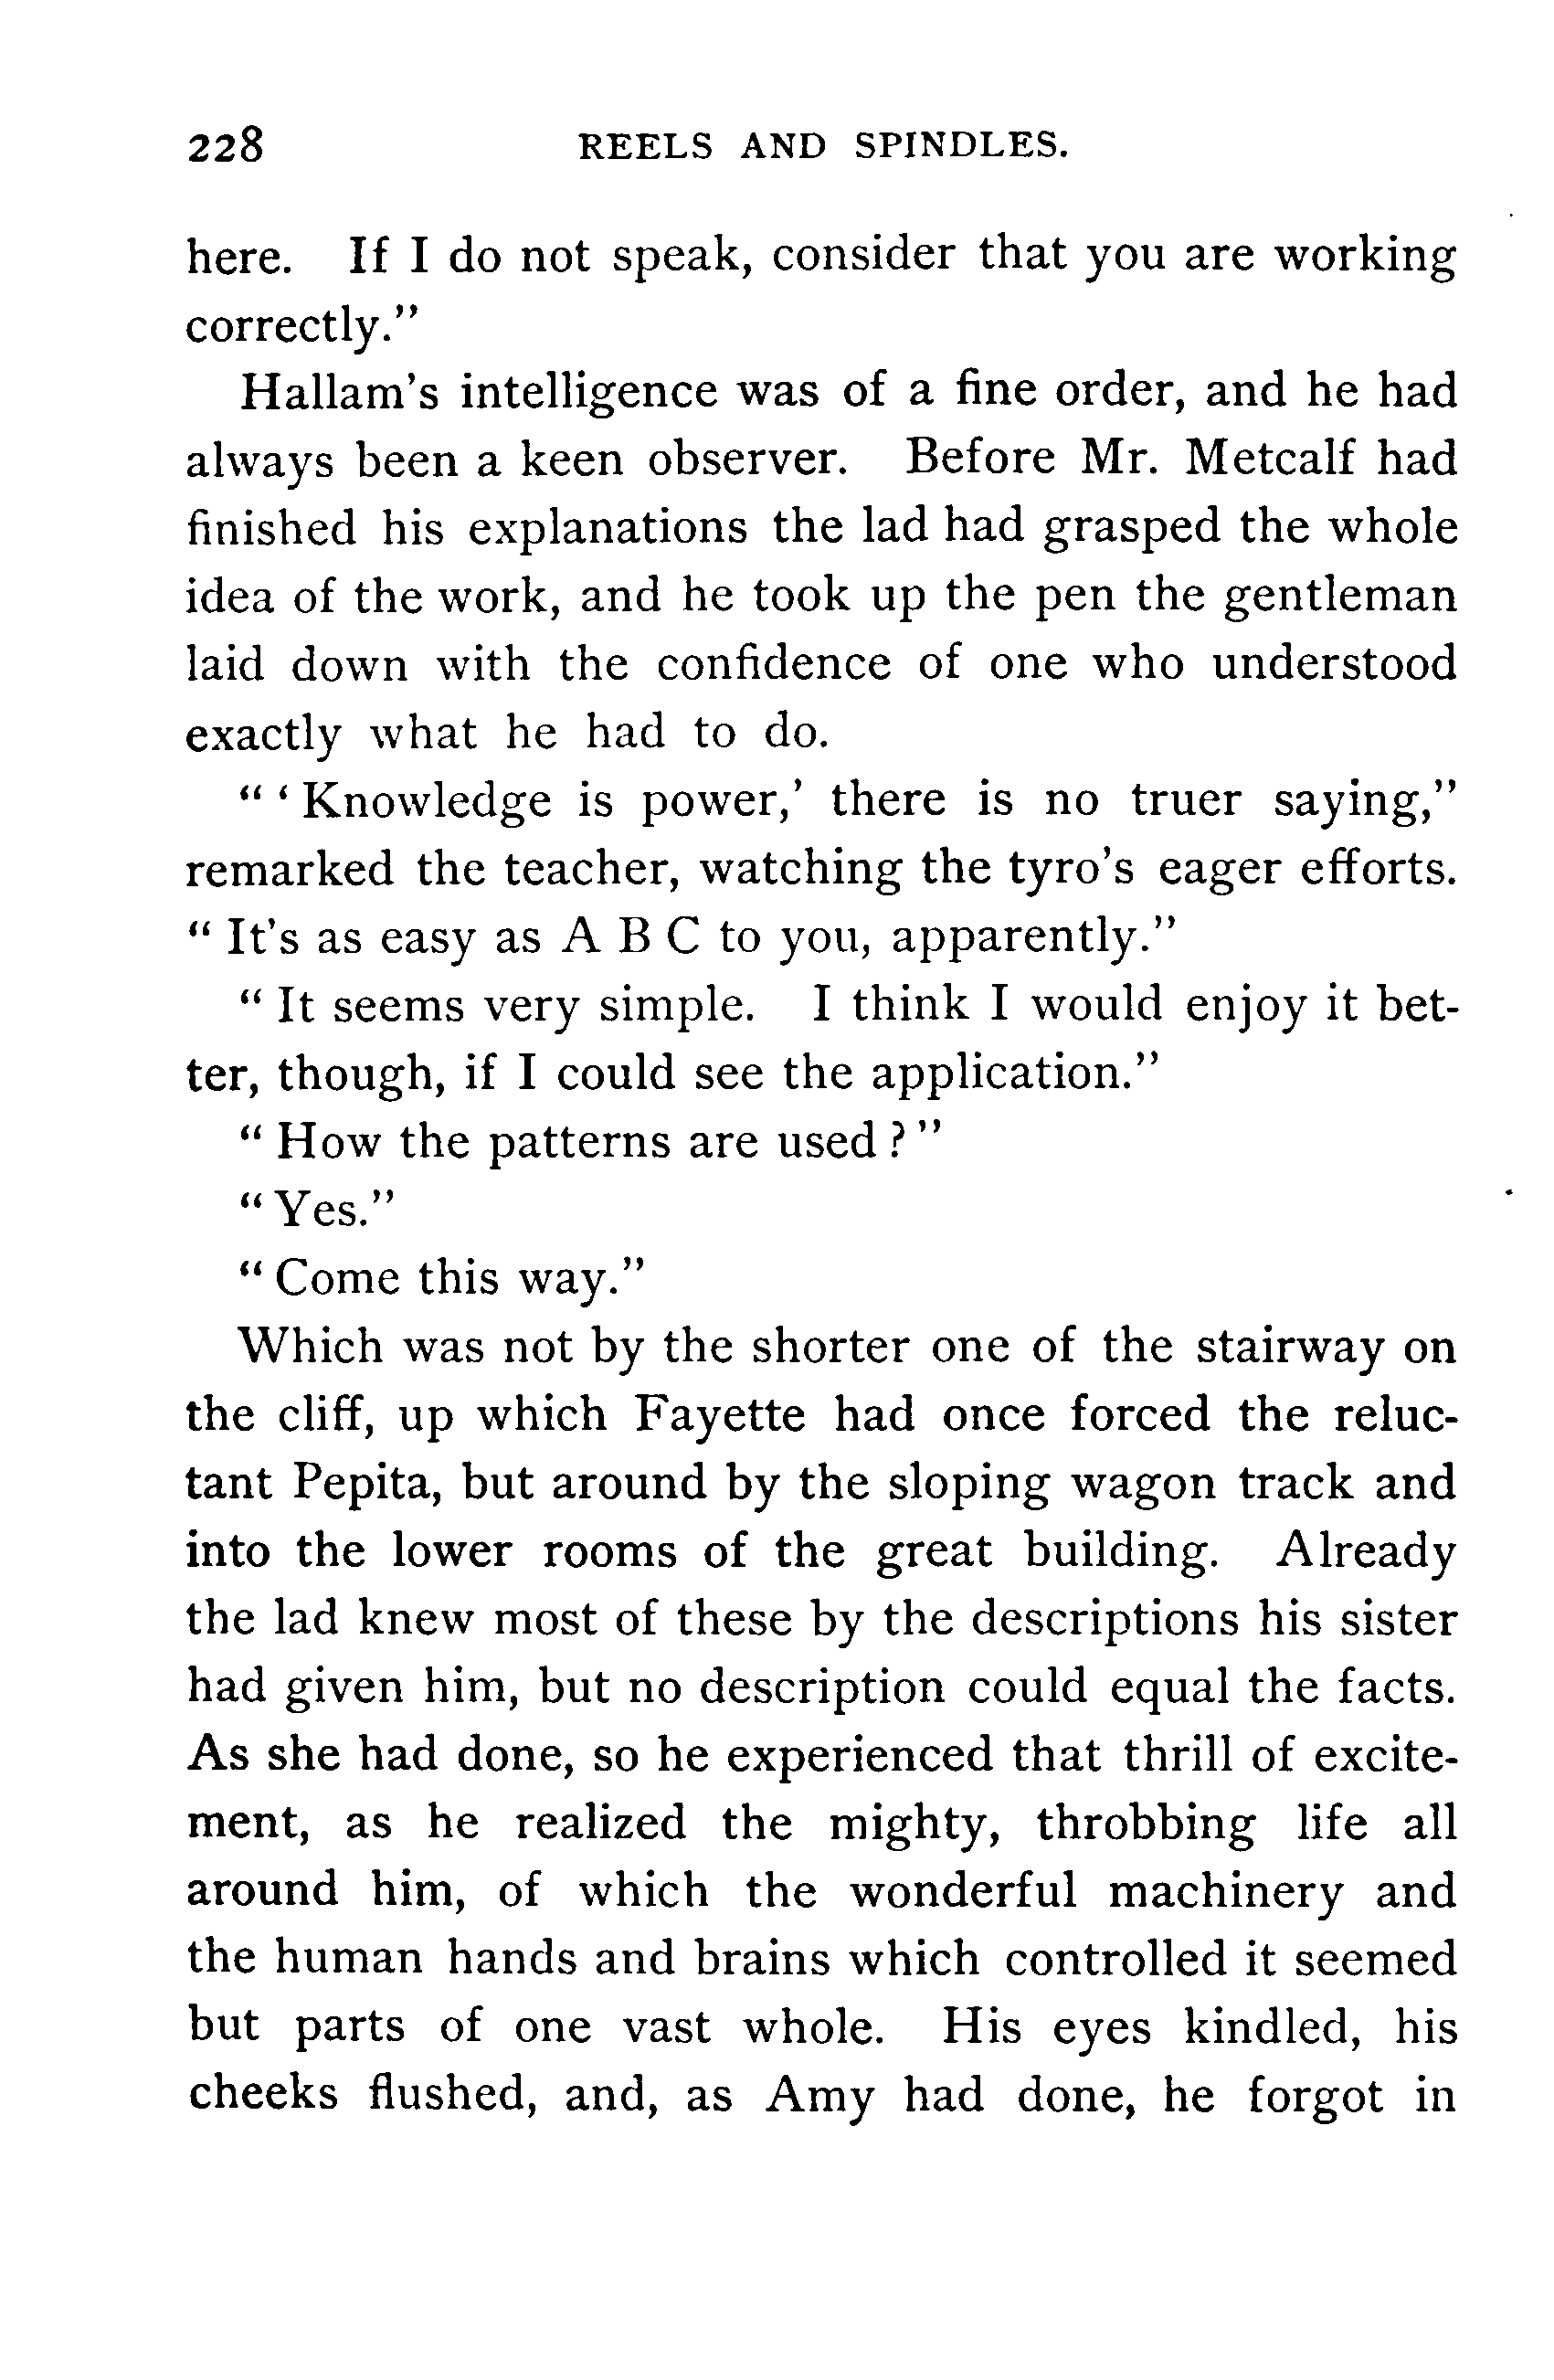 228 REELS AND SPINDLES.
here. If I do not speak, consider that you are working
correctly.”
Hallam’s intelligence was of a fine order, and he had
always been a keen observer. Before Mr. Metcalf had
finished his explanations the lad had grasped the whole
idea of the work, and he took up the pen the gentleman
laid down with the confidence of one who understood
exactly what he had to do.
“ ‘ Knowledge is power,’ there is no truer saying,”
remarked the teacher, watching the tyro’s eager efforts.
“ It’s as easy as A B C to you, apparently.”
“ It seems very simple. I think I would enjoy it bet-
ter, though, if I could see the application.”
“ How the patterns are used ? ”
“ Yes.”
“ Come this way.”
Which was not by the shorter one of the stairway on
the cliff, up which Fayette had once forced the reluc-
tant Pepita, but around by the sloping wagon track and
into the lower rooms of the great building. Already
the lad knew most of these by the descriptions his sister
had given him, but no description could equal the facts.
As she had done, so he experienced that thrill of excite-
ment, as he realized the mighty, throbbing life all
around him, of which the wonderful machinery and
the human hands and brains which controlled it seemed
but parts of one vast whole. His eyes kindled, his
cheeks flushed, and, as Amy had done, he forgot in